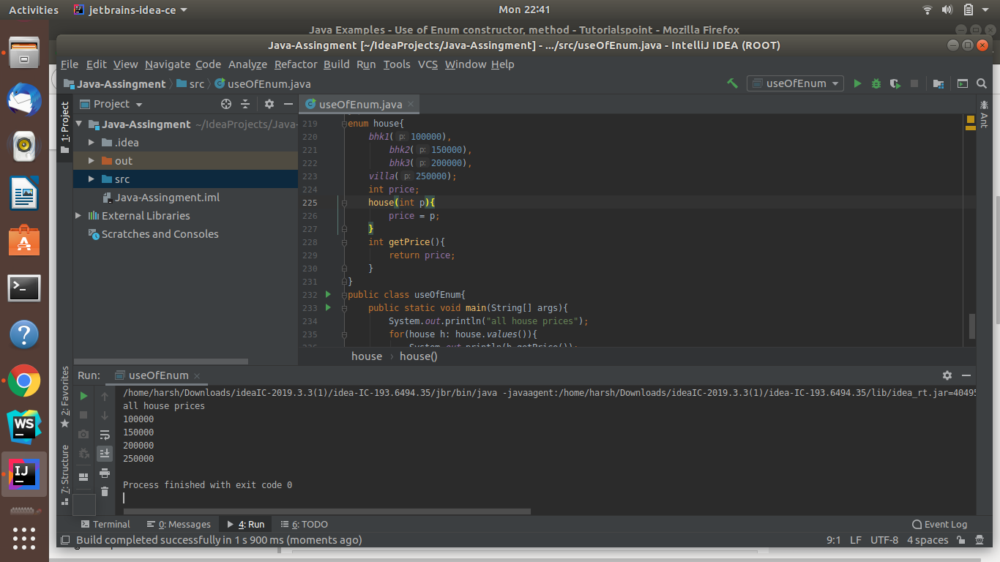 Activities jetbrains-idea-ce Mon 22:41
Java Examples - Use of Enum constructor, method - Tutorialspoint - Mozilla Firefox
Java-Assingment [~/IdeaProjects/Java-Assingment] - .../src/useOfEnum.java - IntelliJ IDEA (ROOT)
File Edit View Navigate Code Analyze Refactor Build Run Tools VCS Window Help
Java-Assingment src useOfEnum.java useOfEnum
1: Project
Project
useOfEnum.java
Ant
Java-Assingment ~/IdeaProjects/Java-
.idea
out
src
Java-Assingment.iml
External Libraries
Scratches and Consoles
219 enum house{
220 bhk1( p: 100000),
221 bhk2( p: 150000),
222 bhk3( p: 200000),
223 villa( p: 250000);
224 int price;
225 house(int p){
226 price = p;
227 }
228 int getPrice(){
229 return price;
230 }
231 }
232 public class useOfEnum{
233 public static void main(String[] args){
234 System.out.println("all house prices");
235 for(house h: house.values()){
236 System.out.println(h.getPrice());
house › house()
2: Favorites
7: Structure
Run: useOfEnum
/home/harsh/Downloads/ideaIC-2019.3.3(1)/idea-IC-193.6494.35/jbr/bin/java -javaagent:/home/harsh/Downloads/ideaIC-2019.3.3(1)/idea-IC-193.6494.35/lib/idea_rt.jar=40495
all house prices
100000
150000
200000
250000
Process finished with exit code 0
WS
IJ
Terminal 0: Messages 4: Run 6: TODO Event Log
Build completed successfully in 1 s 900 ms (moments ago) 9:1 LF UTF-8 4 spaces